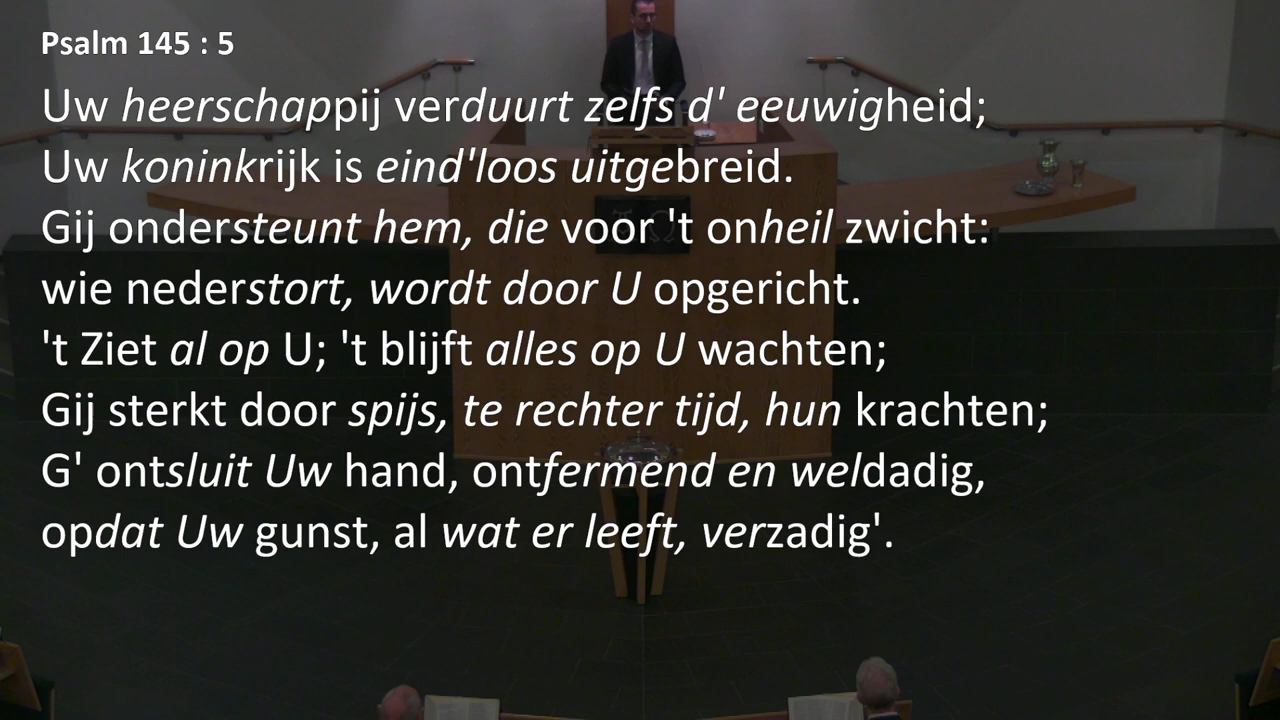 Psalm 145 : 5
Uw heerschappij verduurt zelfs d' eeuwigheid;
Uw koninkrijk is eind'loos uitgebreid.
Gij ondersteunt hem, die voor 't onheil zwicht:
wie nederstort, wordt door U opgericht.
't Ziet al op U; 't blijft alles op U wachten;
Gij sterkt door spijs, te rechter tijd, hun krachten;
G' ontsluit Uw hand, ontfermend en weldadig,
opdat Uw gunst, al wat er leeft, verzadig'.